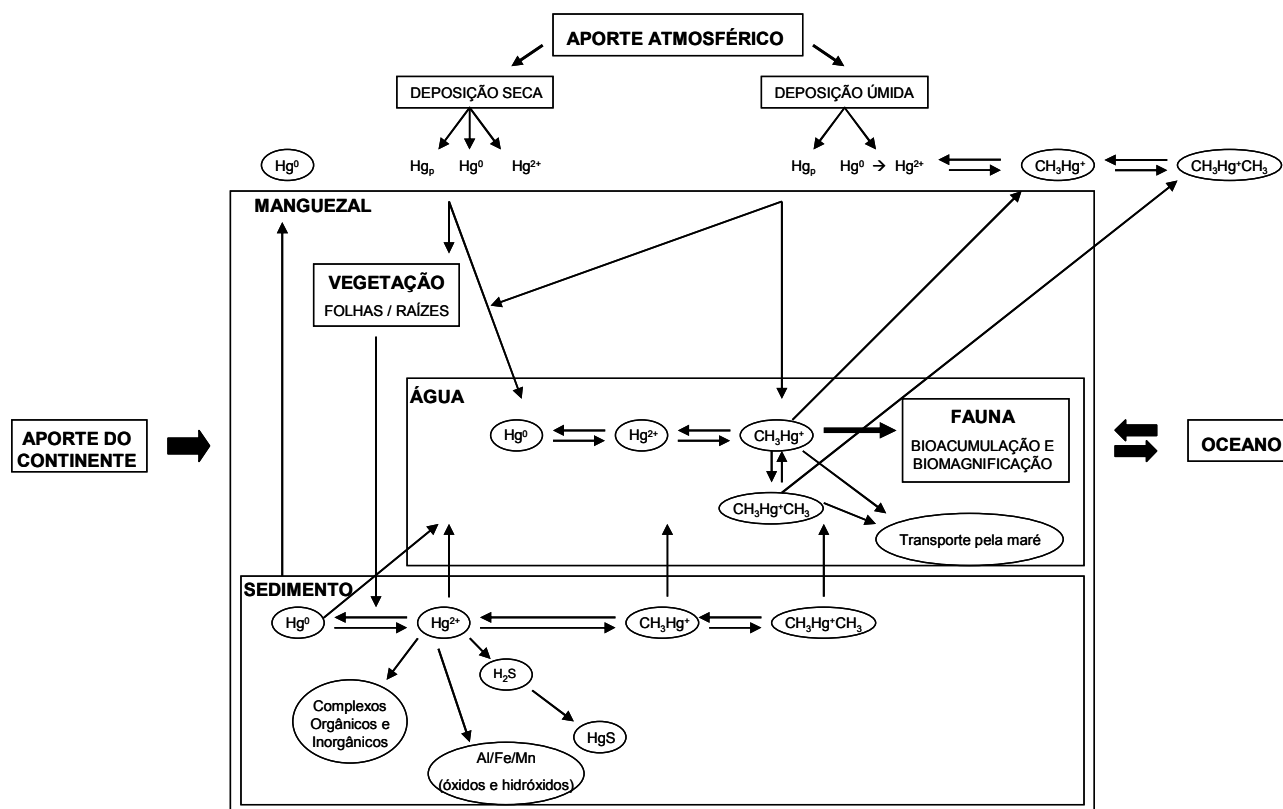 APORTE ATMOSFÉRICO
DEPOSIÇÃO SECA
DEPOSIÇÃO ÚMIDA
Hg⁰
Hgₚ
Hg⁰
Hg²⁺
Hgₚ
Hg⁰ → Hg²⁺
CH₃Hg⁺
CH₃Hg⁺CH₃
MANGUEZAL
VEGETAÇÃO
FOLHAS / RAÍZES
ÁGUA
Hg⁰
Hg²⁺
CH₃Hg⁺
FAUNA
BIOACUMULAÇÃO E
BIOMAGNIFICAÇÃO
APORTE DO
CONTINENTE
OCEANO
CH₃Hg⁺CH₃
Transporte pela maré
SEDIMENTO
Hg⁰
Hg²⁺
CH₃Hg⁺
CH₃Hg⁺CH₃
H₂S
Complexos
Orgânicos e
Inorgânicos
HgS
Al/Fe/Mn
(óxidos e hidróxidos)